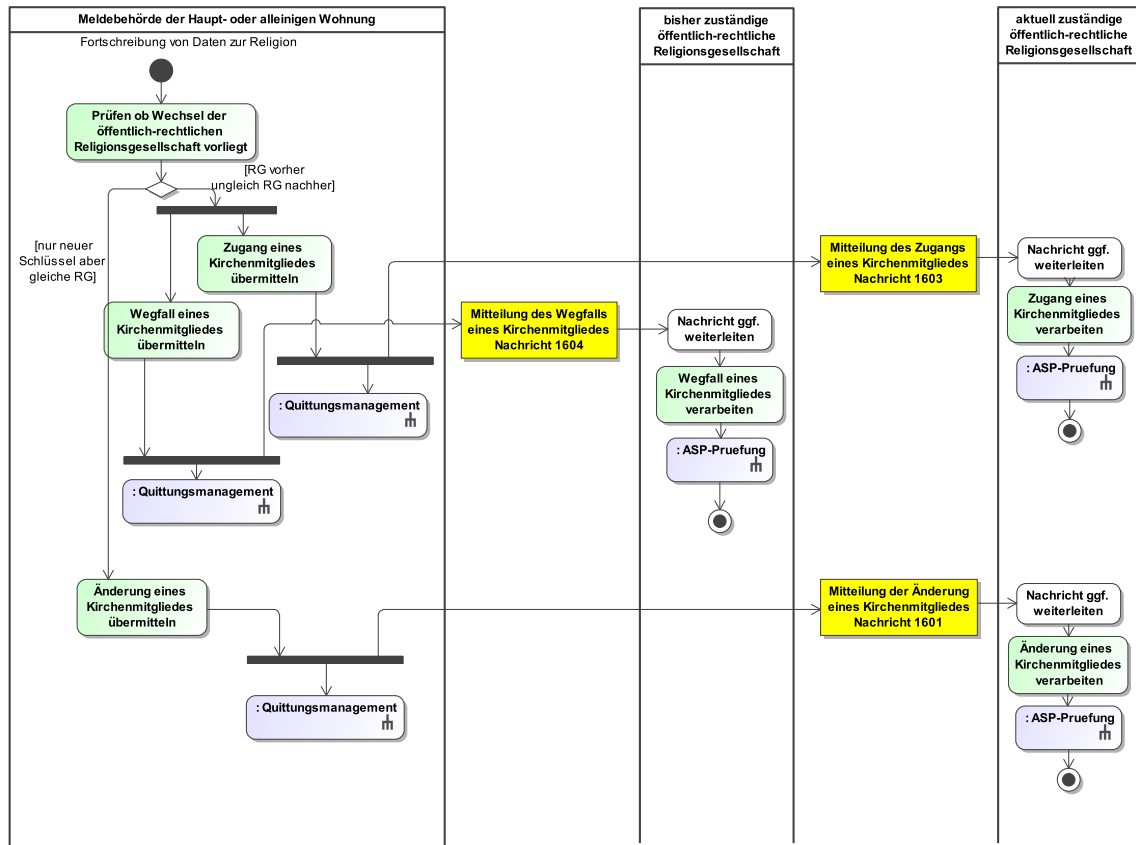 Meldebehörde der Haupt- oder alleinigen Wohnung
bisher zuständige
öffentlich-rechtliche
Religionsgesellschaft
aktuell zuständige
öffentlich-rechtliche
Religionsgesellschaft
Fortschreibung von Daten zur Religion
Prüfen ob Wechsel der
öffentlich-rechtlichen
Religionsgesellschaft vorliegt
[RG vorher
ungleich RG nachher]
[nur neuer
Schlüssel aber
gleiche RG]
Zugang eines
Kirchenmitgliedes
übermitteln
Mitteilung des Zugangs
eines Kirchenmitgliedes
Nachricht 1603
Nachricht ggf.
weiterleiten
Zugang eines
Kirchenmitgliedes
verarbeiten
: ASP-Pruefung
Wegfall eines
Kirchenmitgliedes
übermitteln
Mitteilung des Wegfalls
eines Kirchenmitgliedes
Nachricht 1604
Nachricht ggf.
weiterleiten
Wegfall eines
Kirchenmitgliedes
verarbeiten
: ASP-Pruefung
: Quittungsmanagement
: Quittungsmanagement
Änderung eines
Kirchenmitgliedes
übermitteln
Mitteilung der Änderung
eines Kirchenmitgliedes
Nachricht 1601
Nachricht ggf.
weiterleiten
Änderung eines
Kirchenmitgliedes
verarbeiten
: ASP-Pruefung
: Quittungsmanagement